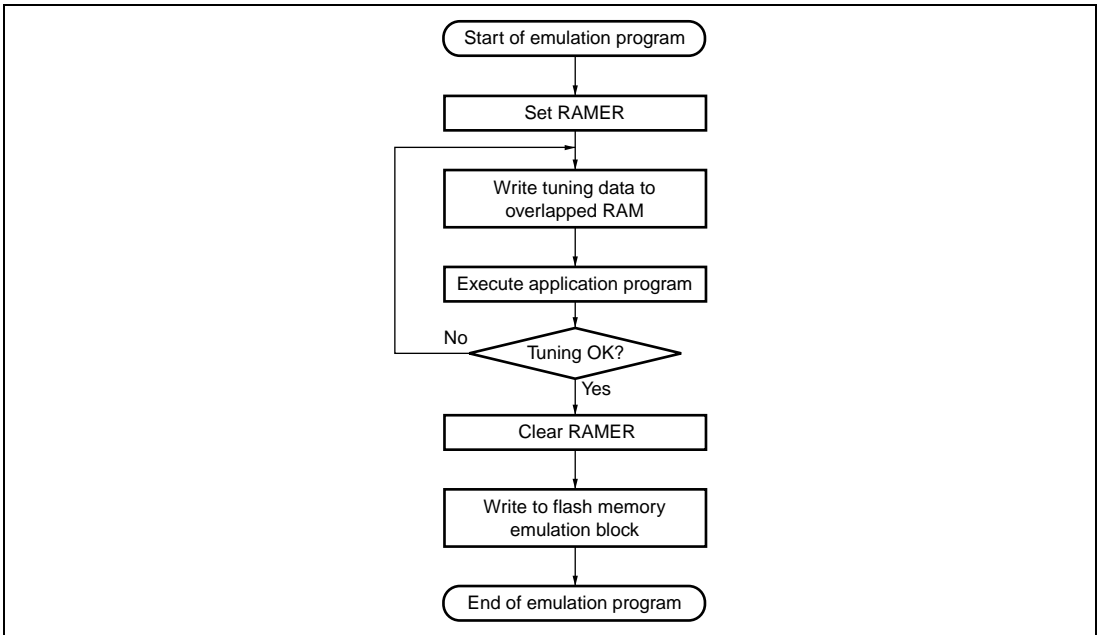 Start of emulation program
Set RAMER
Write tuning data to
overlapped RAM
Execute application program
No
Tuning OK?
Yes
Clear RAMER
Write to flash memory
emulation block
End of emulation program